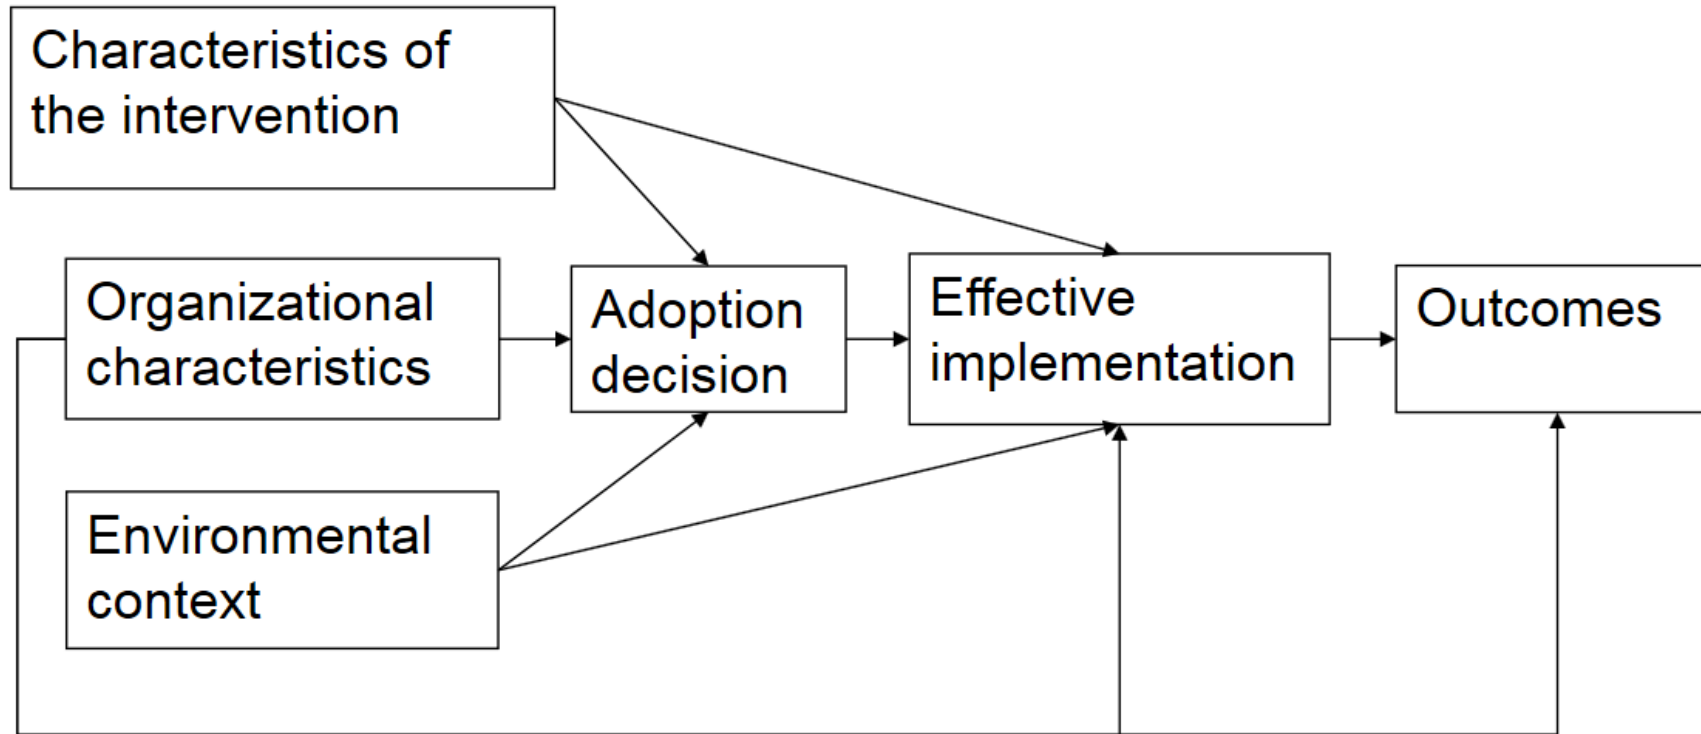 Characteristics of
the intervention
Organizational
characteristics
Adoption
decision
Effective
implementation
Outcomes
Environmental
context